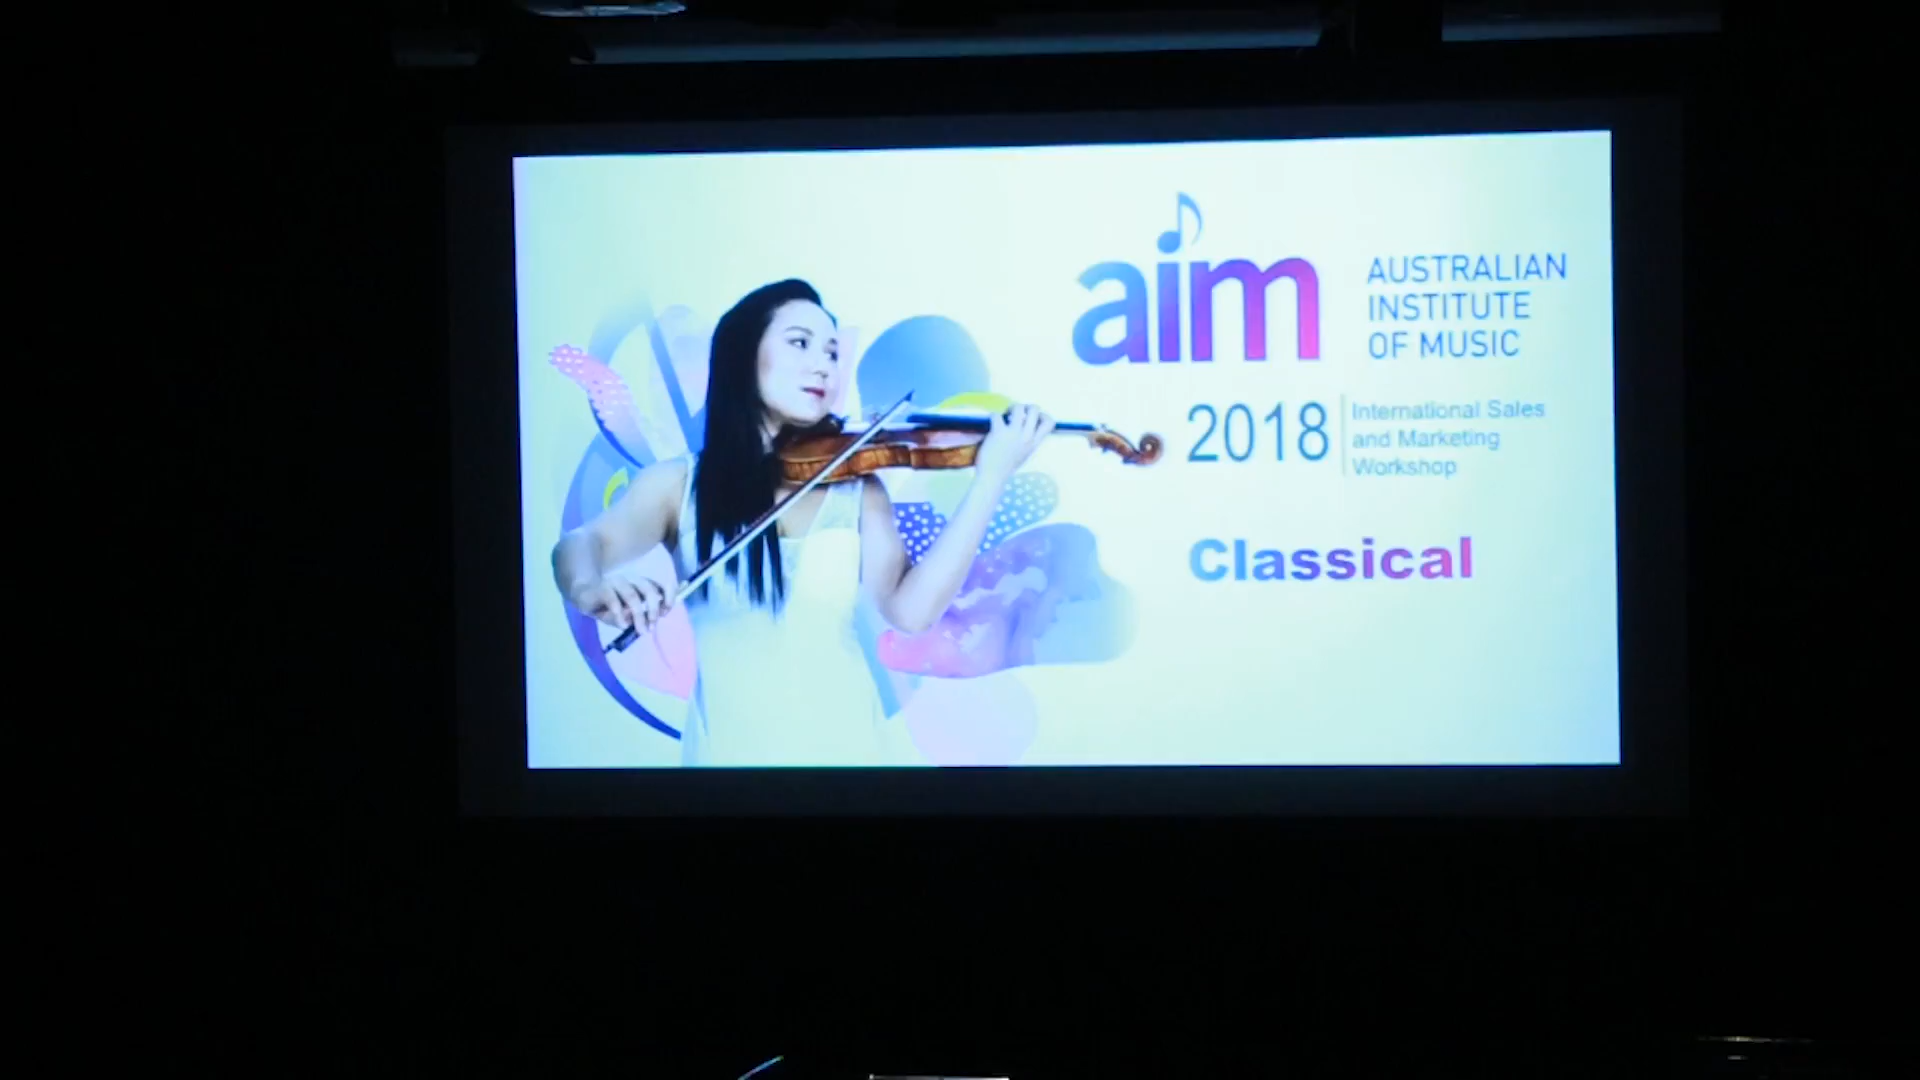 aim
AUSTRALIAN
INSTITUTE
OF MUSIC
2018
International Sales
and Marketing
Workshop
Classical